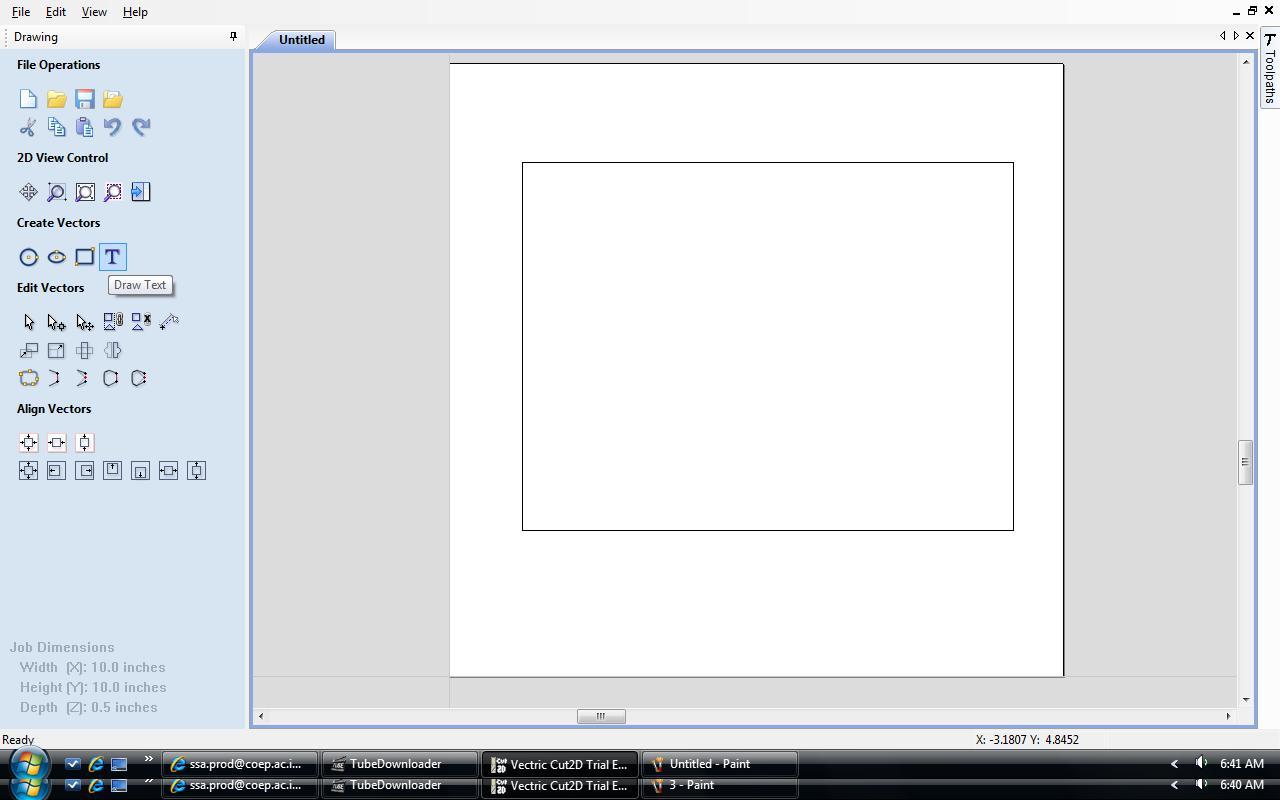 File Edit View Help
Drawing
Untitled
Toolpaths
File Operations
2D View Control
Create Vectors
T
Draw Text
Edit Vectors
Align Vectors
Job Dimensions
Width (X): 10.0 inches
Height (Y): 10.0 inches
Depth (Z): 0.5 inches
Ready
X: -3.1807 Y: 4.8452
ssa.prod@coep.ac.i... TubeDownloader Vectric Cut2D Trial E... Untitled - Paint 6:41 AM
ssa.prod@coep.ac.i... TubeDownloader Vectric Cut2D Trial E... 3 - Paint 6:40 AM